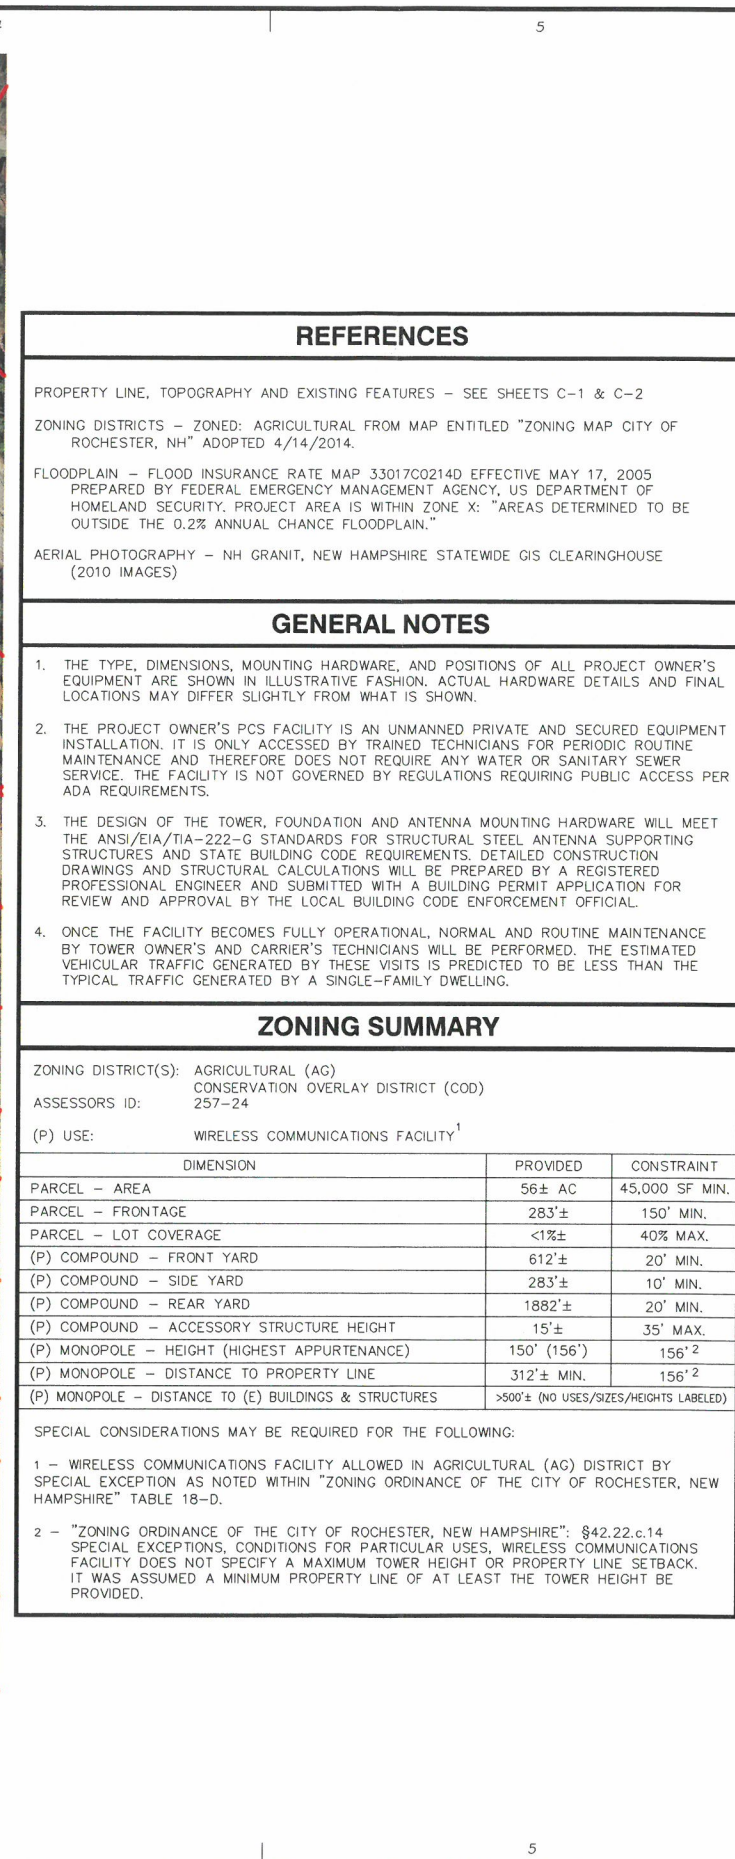 5
REFERENCES
PROPERTY LINE, TOPOGRAPHY AND EXISTING FEATURES – SEE SHEETS C–1 & C–2
ZONING DISTRICTS – ZONED: AGRICULTURAL FROM MAP ENTITLED "ZONING MAP CITY OF
ROCHESTER, NH" ADOPTED 4/14/2014.
FLOODPLAIN – FLOOD INSURANCE RATE MAP 33017C0214D EFFECTIVE MAY 17, 2005
PREPARED BY FEDERAL EMERGENCY MANAGEMENT AGENCY, US DEPARTMENT OF
HOMELAND SECURITY. PROJECT AREA IS WITHIN ZONE X: "AREAS DETERMINED TO BE
OUTSIDE THE 0.2% ANNUAL CHANCE FLOODPLAIN."
AERIAL PHOTOGRAPHY – NH GRANIT, NEW HAMPSHIRE STATEWIDE GIS CLEARINGHOUSE
(2010 IMAGES)
GENERAL NOTES
1. THE TYPE, DIMENSIONS, MOUNTING HARDWARE, AND POSITIONS OF ALL PROJECT OWNER'S
EQUIPMENT ARE SHOWN IN ILLUSTRATIVE FASHION. ACTUAL HARDWARE DETAILS AND FINAL
LOCATIONS MAY DIFFER SLIGHTLY FROM WHAT IS SHOWN.
2. THE PROJECT OWNER'S PCS FACILITY IS AN UNMANNED PRIVATE AND SECURED EQUIPMENT
INSTALLATION. IT IS ONLY ACCESSED BY TRAINED TECHNICIANS FOR PERIODIC ROUTINE
MAINTENANCE AND THEREFORE DOES NOT REQUIRE ANY WATER OR SANITARY SEWER
SERVICE. THE FACILITY IS NOT GOVERNED BY REGULATIONS REQUIRING PUBLIC ACCESS PER
ADA REQUIREMENTS.
3. THE DESIGN OF THE TOWER, FOUNDATION AND ANTENNA MOUNTING HARDWARE WILL MEET
THE ANSI/EIA/TIA–222–G STANDARDS FOR STRUCTURAL STEEL ANTENNA SUPPORTING
STRUCTURES AND STATE BUILDING CODE REQUIREMENTS. DETAILED CONSTRUCTION
DRAWINGS AND STRUCTURAL CALCULATIONS WILL BE PREPARED BY A REGISTERED
PROFESSIONAL ENGINEER AND SUBMITTED WITH A BUILDING PERMIT APPLICATION FOR
REVIEW AND APPROVAL BY THE LOCAL BUILDING CODE ENFORCEMENT OFFICIAL.
4. ONCE THE FACILITY BECOMES FULLY OPERATIONAL, NORMAL AND ROUTINE MAINTENANCE
BY TOWER OWNER'S AND CARRIER'S TECHNICIANS WILL BE PERFORMED. THE ESTIMATED
VEHICULAR TRAFFIC GENERATED BY THESE VISITS IS PREDICTED TO BE LESS THAN THE
TYPICAL TRAFFIC GENERATED BY A SINGLE–FAMILY DWELLING.
ZONING SUMMARY
ZONING DISTRICT(S): AGRICULTURAL (AG)
CONSERVATION OVERLAY DISTRICT (COD)
ASSESSORS ID: 257–24
(P) USE: WIRELESS COMMUNICATIONS FACILITY1
DIMENSION PROVIDED CONSTRAINT
PARCEL – AREA 56± AC 45,000 SF MIN.
PARCEL – FRONTAGE 283'± 150' MIN.
PARCEL – LOT COVERAGE <1%± 40% MAX.
(P) COMPOUND – FRONT YARD 612'± 20' MIN.
(P) COMPOUND – SIDE YARD 283'± 10' MIN.
(P) COMPOUND – REAR YARD 1882'± 20' MIN.
(P) COMPOUND – ACCESSORY STRUCTURE HEIGHT 15'± 35' MAX.
(P) MONOPOLE – HEIGHT (HIGHEST APPURTENANCE) 150' (156') 156' 2
(P) MONOPOLE – DISTANCE TO PROPERTY LINE 312'± MIN. 156' 2
(P) MONOPOLE – DISTANCE TO (E) BUILDINGS & STRUCTURES >500'± (NO USES/SIZES/HEIGHTS LABELED)
SPECIAL CONSIDERATIONS MAY BE REQUIRED FOR THE FOLLOWING:
1 – WIRELESS COMMUNICATIONS FACILITY ALLOWED IN AGRICULTURAL (AG) DISTRICT BY
SPECIAL EXCEPTION AS NOTED WITHIN "ZONING ORDINANCE OF THE CITY OF ROCHESTER, NEW
HAMPSHIRE" TABLE 18–D.
2 – "ZONING ORDINANCE OF THE CITY OF ROCHESTER, NEW HAMPSHIRE": §42.22.c.14
SPECIAL EXCEPTIONS, CONDITIONS FOR PARTICULAR USES, WIRELESS COMMUNICATIONS
FACILITY DOES NOT SPECIFY A MAXIMUM TOWER HEIGHT OR PROPERTY LINE SETBACK.
IT WAS ASSUMED A MINIMUM PROPERTY LINE OF AT LEAST THE TOWER HEIGHT BE
PROVIDED.
5